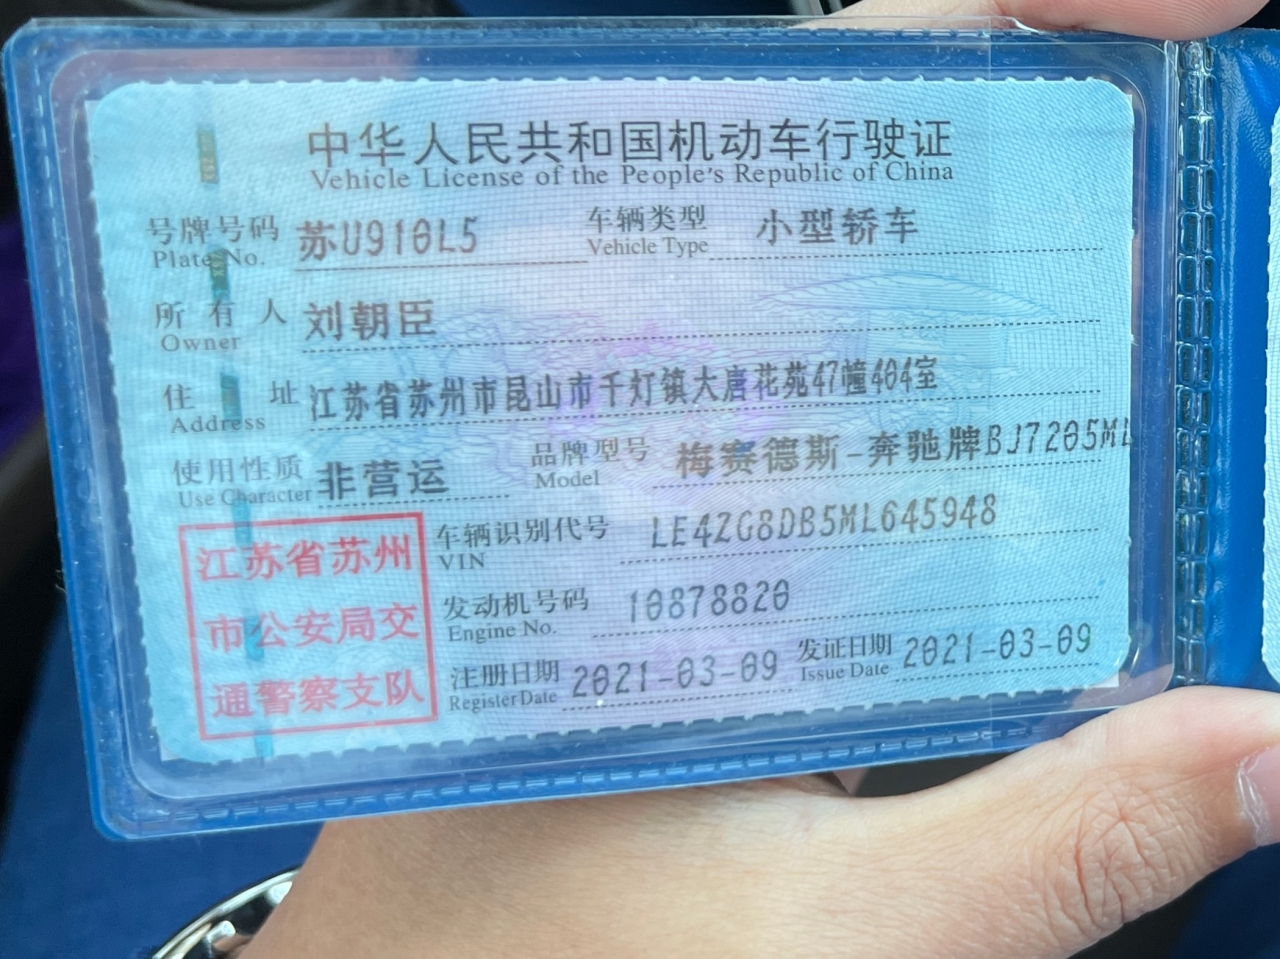 中华人民共和国机动车行驶证
Vehicle License of the People's Republic of China
号牌号码 苏U910L5 车辆类型 小型轿车
Plate No. Vehicle Type
所有人 刘朝臣
Owner
住址 江苏省苏州市昆山市千灯镇大唐花苑47幢404室
Address
使用性质 非营运 品牌型号 梅赛德斯-奔驰牌BJ7205ML
Use Character Model
江苏省苏州
市公安局交
通警察支队
车辆识别代号 LE4ZG8DB5ML645948
VIN
发动机号码 10878820
Engine No.
注册日期 2021-03-09 发证日期 2021-03-09
Register Date Issue Date